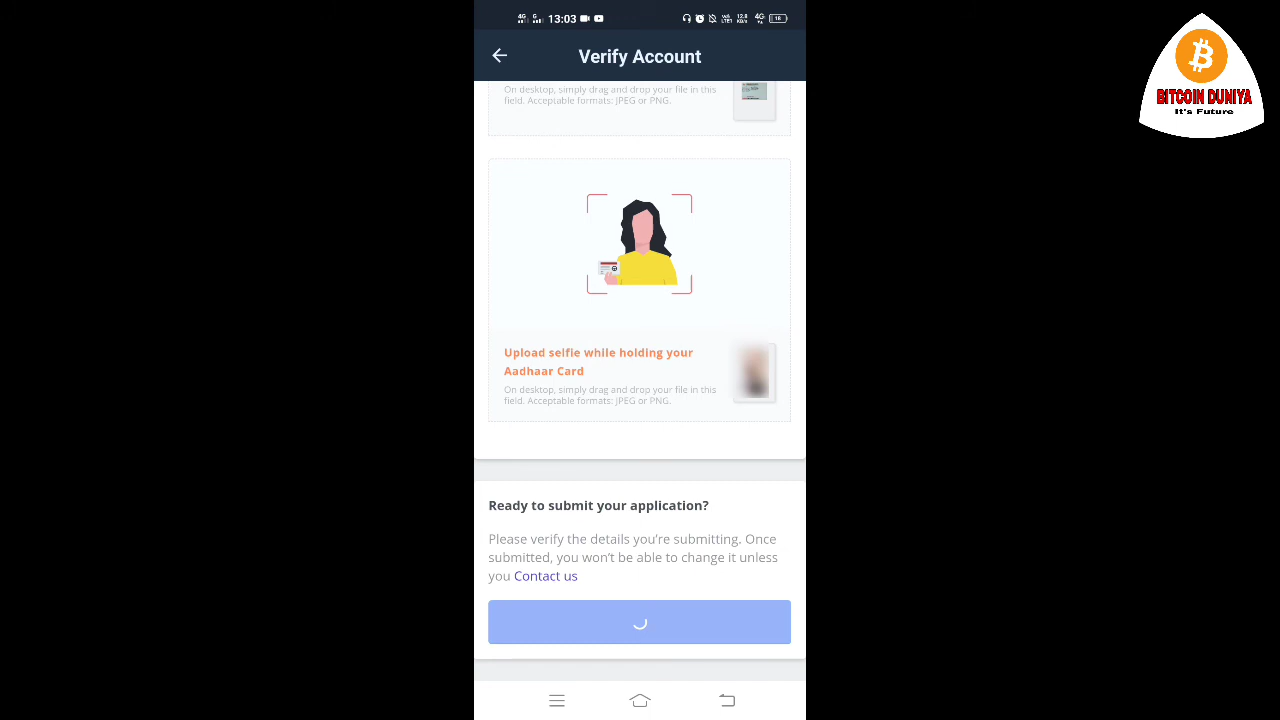 13:03
4G
18
Verify Account
BITCOIN DUNIYA
It's Future
On desktop, simply drag and drop your file in this
field. Acceptable formats: JPEG or PNG.
Upload selfie while holding your
Aadhaar Card
On desktop, simply drag and drop your file in this
field. Acceptable formats: JPEG or PNG.
Ready to submit your application?
Please verify the details you're submitting. Once
submitted, you won't be able to change it unless
you Contact us